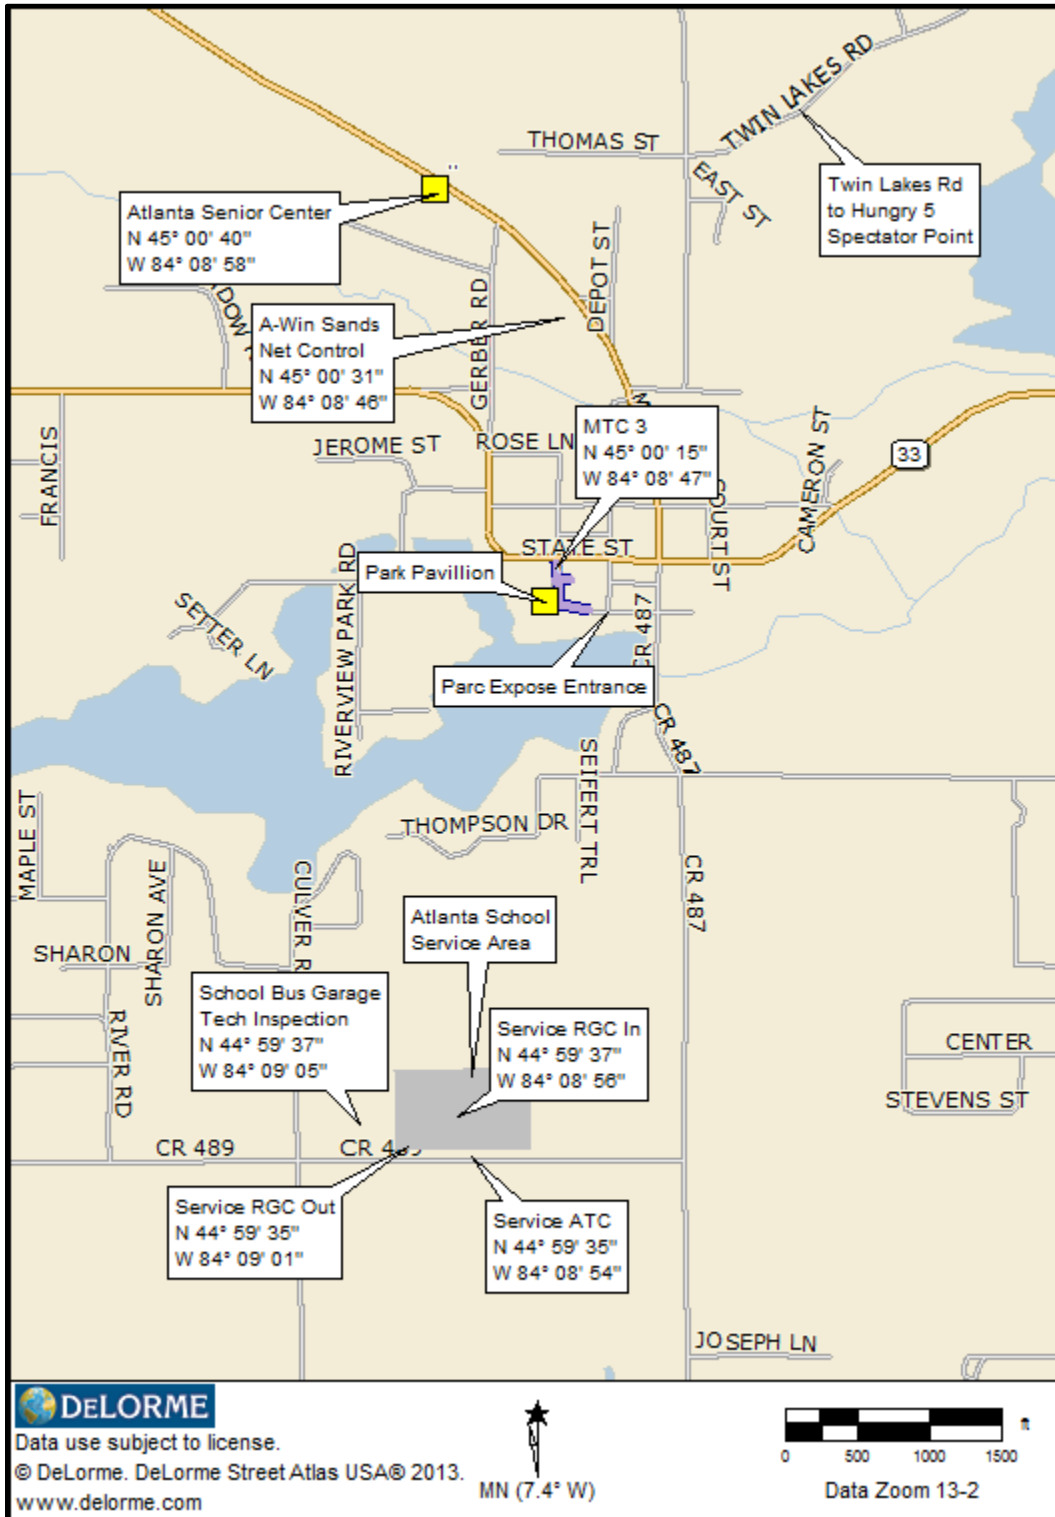 TWIN LAKES RD
THOMAS ST
EAST ST
Twin Lakes Rd
to Hungry 5
Spectator Point
Atlanta Senior Center
N 45° 00' 40"
W 84° 08' 58"
DEPOT ST
GERBER RD
A-Win Sands
Net Control
N 45° 00' 31"
W 84° 08' 46"
MTC 3
N 45° 00' 15"
W 84° 08' 47"
JEROME ST
ROSE LN
FRANCIS
CAMERON ST
33
COURT ST
STATE ST
Park Pavillion
RIVERVIEW PARK RD
SETTER LN
CR 487
Parc Expose Entrance
CR 487
SEIFERT TRL
THOMPSON DR
MAPLE ST
CR 487
SHARON AVE
CULVER R
SHARON
Atlanta School
Service Area
School Bus Garage
Tech Inspection
N 44° 59' 37"
W 84° 09' 05"
Service RGC In
N 44° 59' 37"
W 84° 08' 56"
RIVER RD
CENTER
STEVENS ST
CR 489
CR 489
Service RGC Out
N 44° 59' 35"
W 84° 09' 01"
Service ATC
N 44° 59' 35"
W 84° 08' 54"
JOSEPH LN
DELORME
Data use subject to license.
© DeLorme. DeLorme Street Atlas USA® 2013.
www.delorme.com
MN (7.4° W)
ft
0 500 1000 1500
Data Zoom 13-2